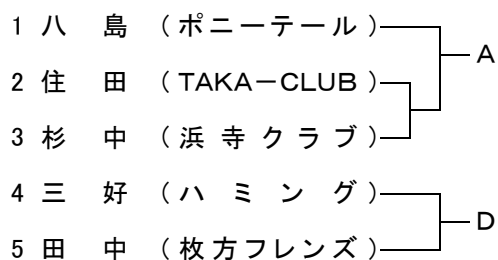 1 八 島 (ポニーテール) A
2 住 田 (TAKA-CLUB)
3 杉 中 (浜寺クラブ)
4 三 好 (ハミング) D
5 田 中 (枚方フレンズ)